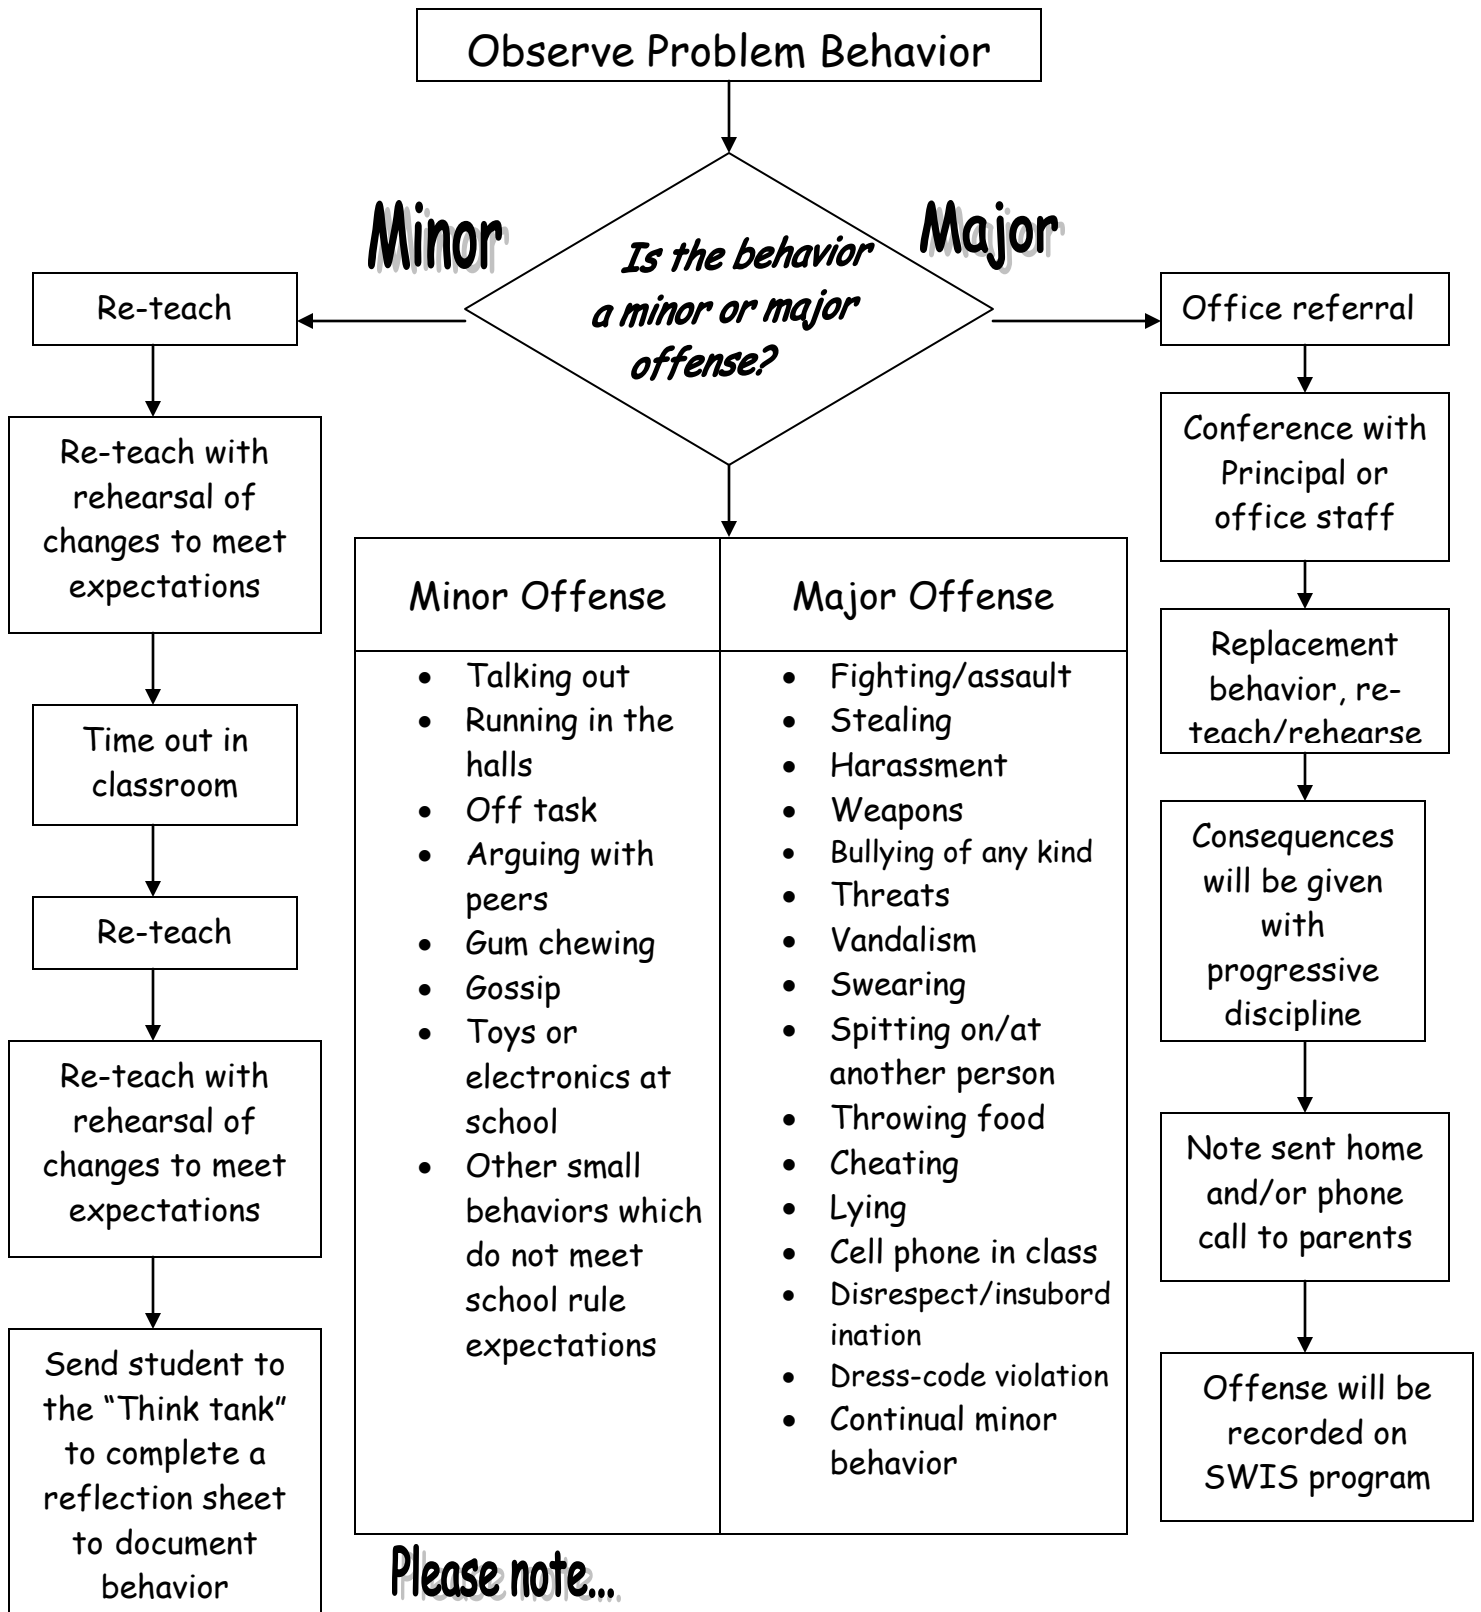 Observe Problem Behavior
Minor
Major
Is the behavior
a minor or major
offense?
Re-teach
Re-teach with
rehearsal of
changes to meet
expectations
Time out in
classroom
Re-teach
Re-teach with
rehearsal of
changes to meet
expectations
Send student to
the “Think tank”
to complete a
reflection sheet
to document
behavior
Minor Offense
• Talking out
• Running in the
halls
• Off task
• Arguing with
peers
• Gum chewing
• Gossip
• Toys or
electronics at
school
• Other small
behaviors which
do not meet
school rule
expectations
Major Offense
• Fighting/assault
• Stealing
• Harassment
• Weapons
• Bullying of any kind
• Threats
• Vandalism
• Swearing
• Spitting on/at
another person
• Throwing food
• Cheating
• Lying
• Cell phone in class
• Disrespect/insubord
ination
• Dress-code violation
• Continual minor
behavior
Office referral
Conference with
Principal or
office staff
Replacement
behavior, re-
teach/rehearse
Consequences
will be given
with
progressive
discipline
Note sent home
and/or phone
call to parents
Offense will be
recorded on
SWIS program
Please note...